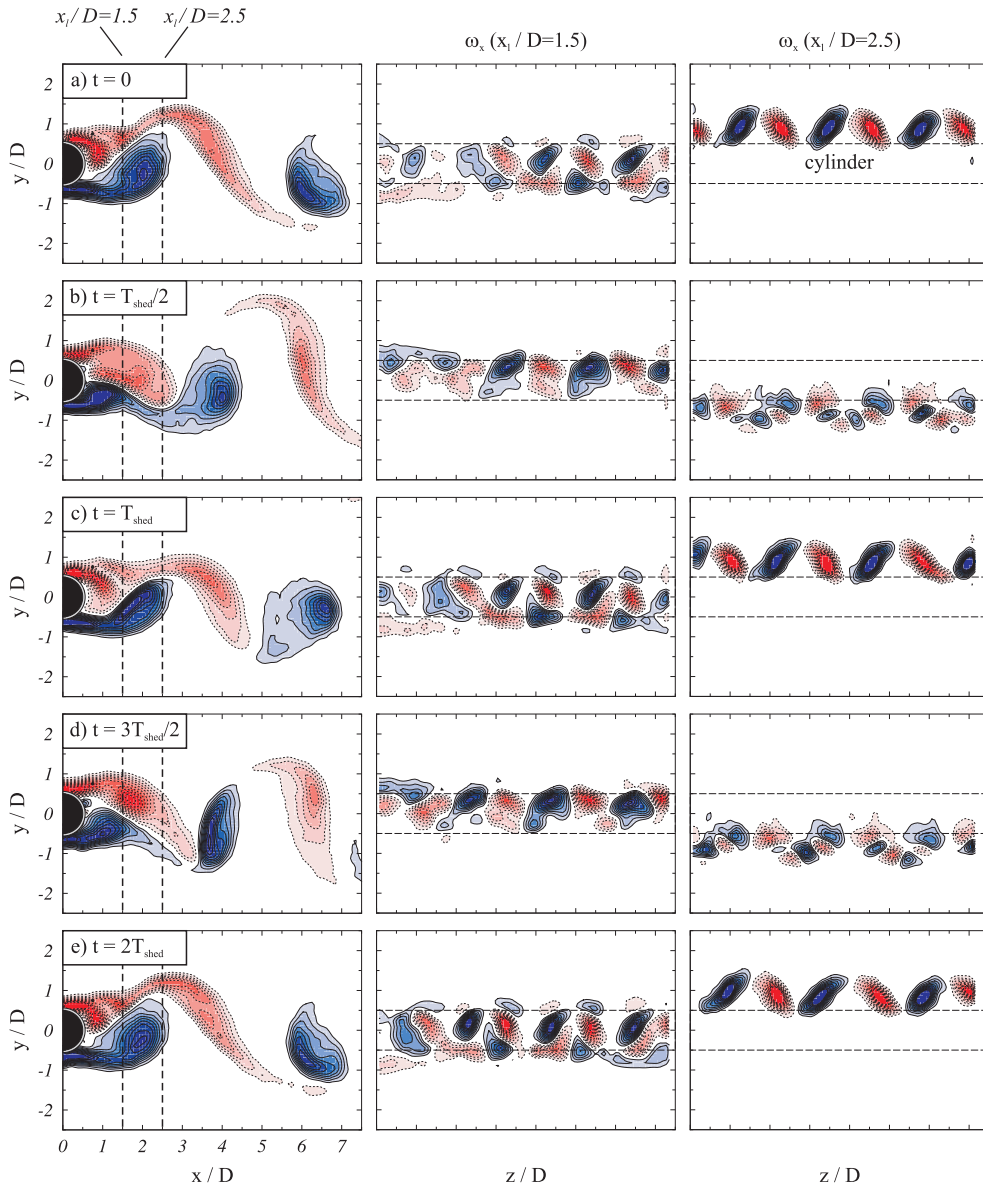 x_l / D=1.5 x_l / D=2.5
ω_x (x_l / D=1.5)
ω_x (x_l / D=2.5)
a) t = 0
2
1
0
-1
-2
y / D
cylinder
b) t = T_shed/2
2
1
0
-1
-2
y / D
c) t = T_shed
2
1
0
-1
-2
y / D
d) t = 3T_shed/2
2
1
0
-1
-2
y / D
e) t = 2T_shed
2
1
0
-1
-2
y / D
0 1 2 3 4 5 6 7
x / D
z / D
z / D